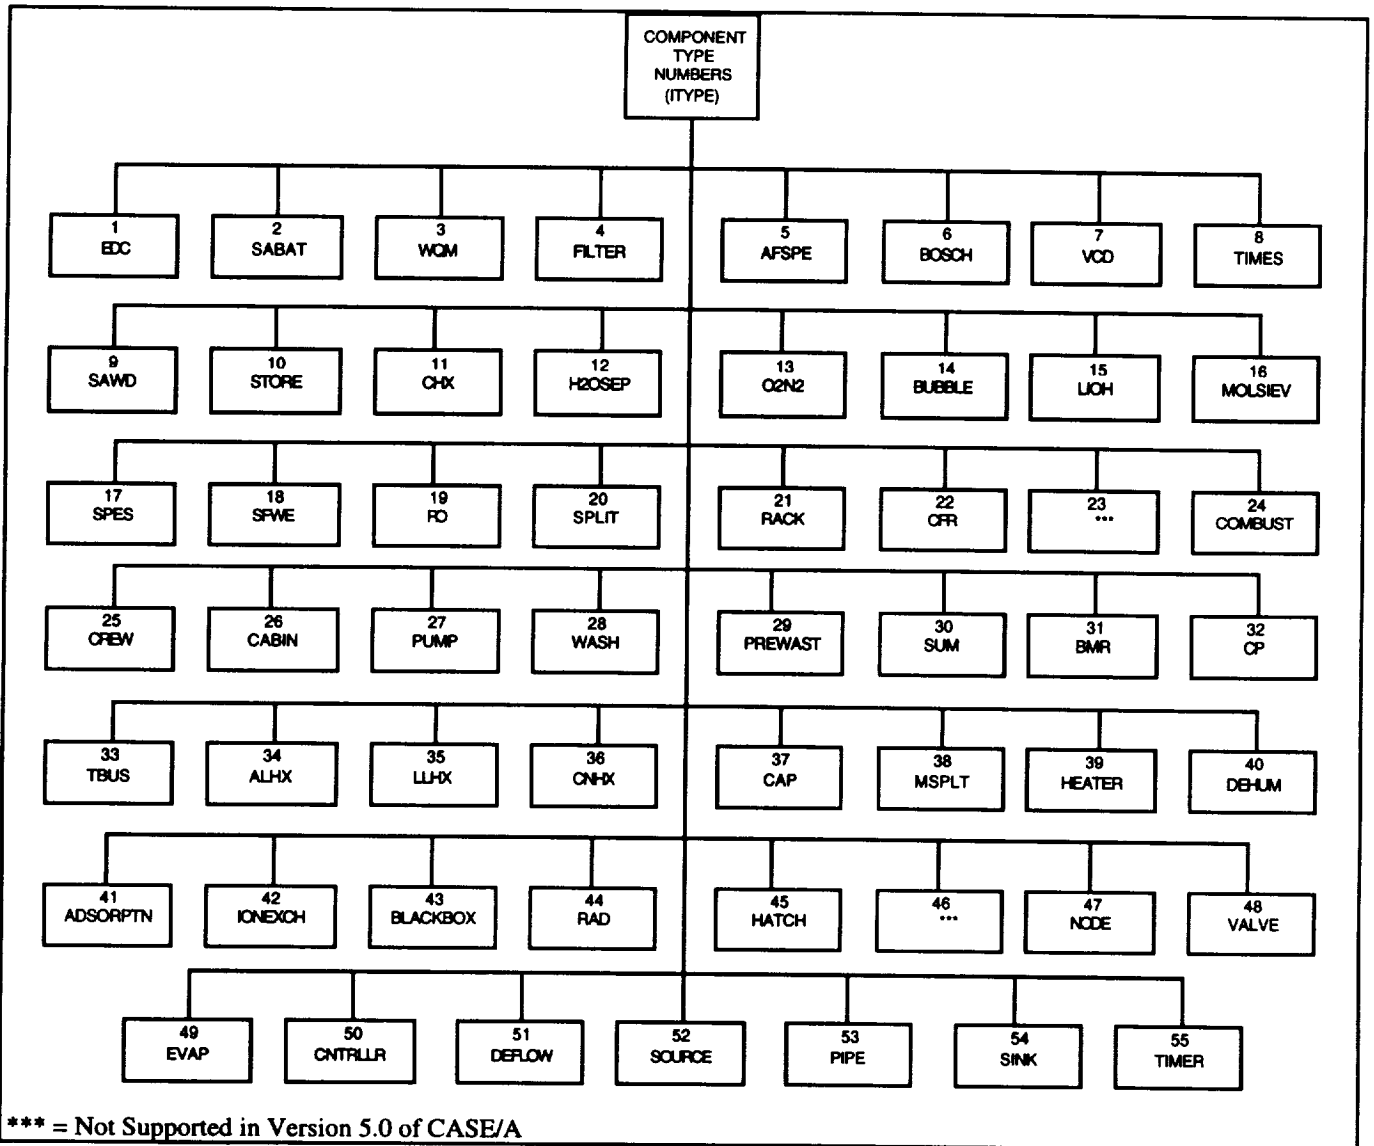 COMPONENT
TYPE
NUMBERS
(ITYPE)
1
EDC
2
SABAT
3
WQM
4
FILTER
5
AFSPE
6
BOSCH
7
VCD
8
TIMES
9
SAWD
10
STORE
11
CHX
12
H2OSEP
13
O2N2
14
BUBBLE
15
LIOH
16
MOLSIEV
17
SPES
18
SFWE
19
RO
20
SPLIT
21
RACK
22
CFR
23
***
24
COMBUST
25
CREW
26
CABIN
27
PUMP
28
WASH
29
PREWAST
30
SUM
31
BMR
32
CP
33
TBUS
34
ALHX
35
LLHX
36
CNHX
37
CAP
38
MSPLT
39
HEATER
40
DEHUM
41
ADSORPTN
42
IONEXCH
43
BLACKBOX
44
RAD
45
HATCH
46
***
47
NODE
48
VALVE
49
EVAP
50
CNTRLLR
51
DEFLOW
52
SOURCE
53
PIPE
54
SINK
55
TIMER
*** = Not Supported in Version 5.0 of CASE/A